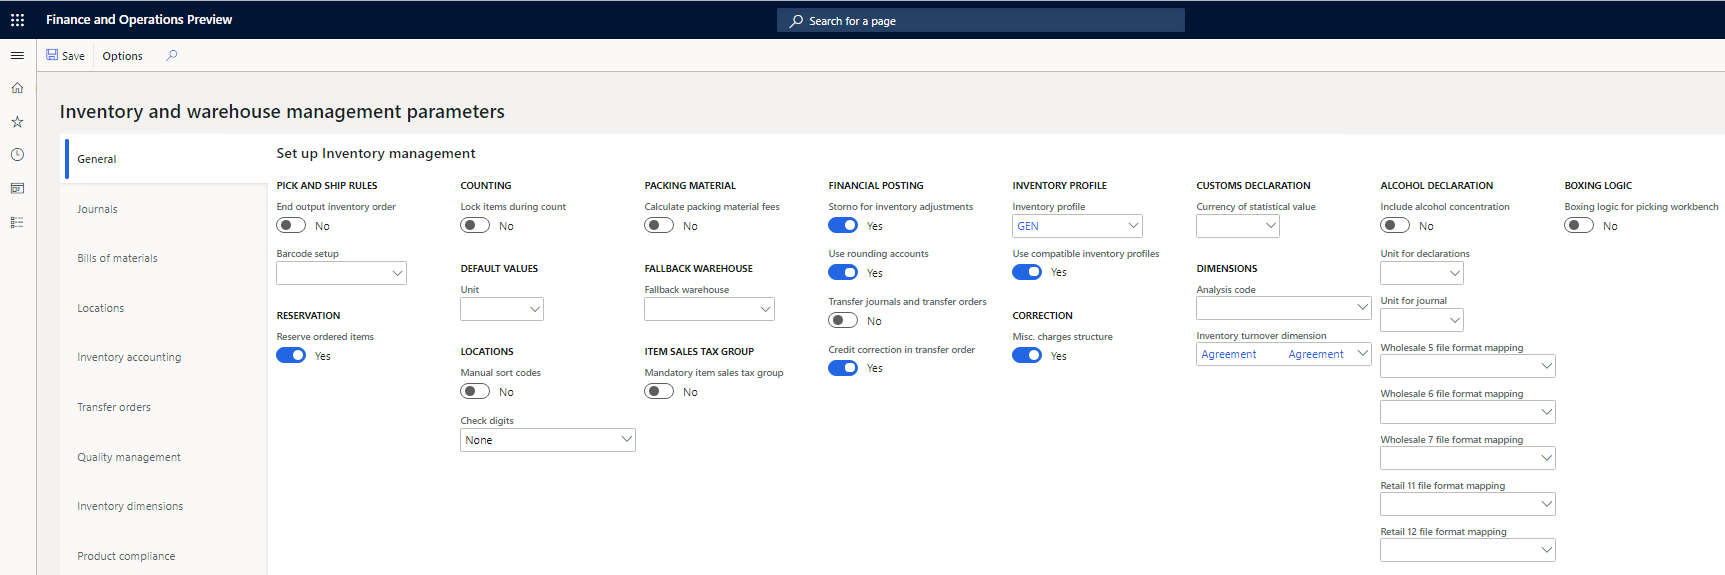 Finance and Operations Preview
Search for a page
Save
Options
Inventory and warehouse management parameters
General
Journals
Bills of materials
Locations
Inventory accounting
Transfer orders
Quality management
Inventory dimensions
Product compliance
Set up Inventory management
PICK AND SHIP RULES
End output inventory order
No
Barcode setup
RESERVATION
Reserve ordered items
Yes
COUNTING
Lock items during count
No
DEFAULT VALUES
Unit
LOCATIONS
Manual sort codes
No
Check digits
None
PACKING MATERIAL
Calculate packing material fees
No
FALLBACK WAREHOUSE
Fallback warehouse
ITEM SALES TAX GROUP
Mandatory item sales tax group
No
FINANCIAL POSTING
Storno for inventory adjustments
Yes
Use rounding accounts
Yes
Transfer journals and transfer orders
No
Credit correction in transfer order
Yes
INVENTORY PROFILE
Inventory profile
GEN
Use compatible inventory profiles
Yes
CORRECTION
Misc. charges structure
Yes
CUSTOMS DECLARATION
Currency of statistical value
DIMENSIONS
Analysis code
Inventory turnover dimension
Agreement Agreement
ALCOHOL DECLARATION
Include alcohol concentration
No
Unit for declarations
Unit for journal
Wholesale 5 file format mapping
Wholesale 6 file format mapping
Wholesale 7 file format mapping
Retail 11 file format mapping
Retail 12 file format mapping
BOXING LOGIC
Boxing logic for picking workbench
No